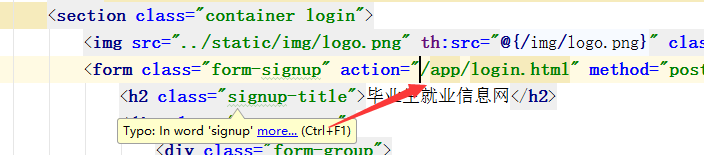 <section class="container login">
<img src="../static/img/logo.png" th:src="@{/img/logo.png}" clas
<form class="form-signup" action="/app/login.html" method="post
<h2 class="signup-title">毕业生就业信息网</h2>
Typo: In word 'signup' more... (Ctrl+F1)
<div class="form-group">